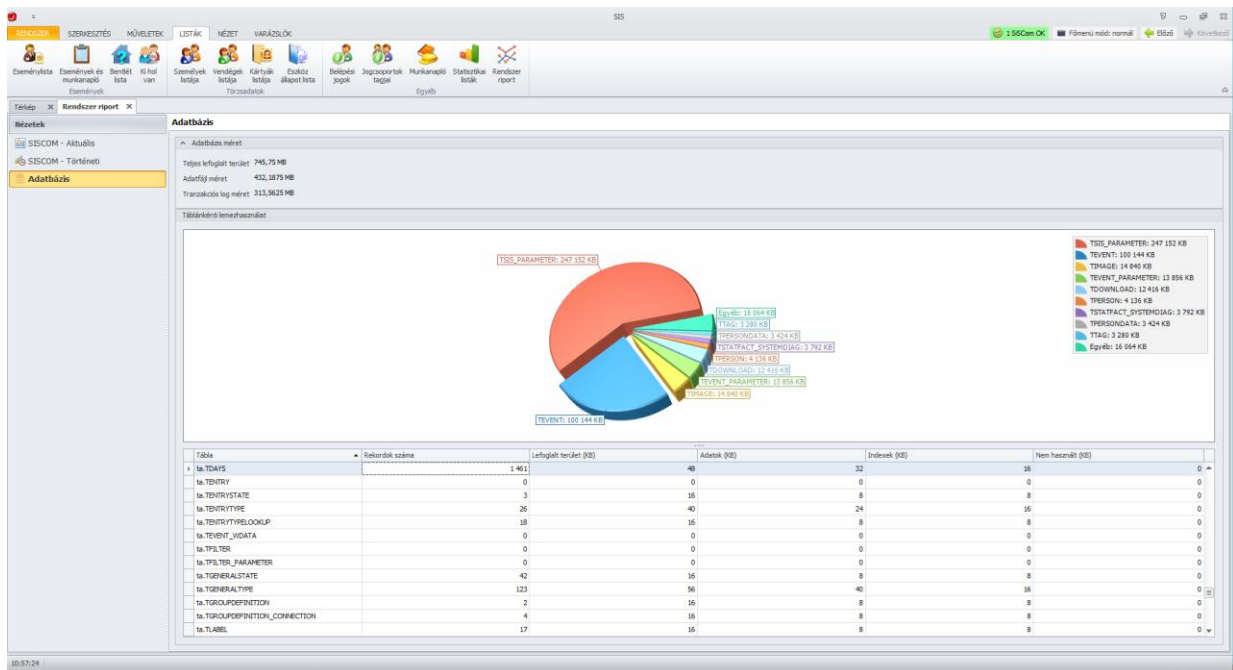 SIS
RENDSZER SZERKESZTÉS MŰVELETEK LISTÁK NÉZET VARÁZSLÓK 1 SiSCom OK Főmenü mód: normál Előző Következő
Eseménylista Események és munkanapló Bentlét lista Ki hol van Személyek listája Vendégek listája Kártyák listája Eszköz állapot lista Belépési jogok Jogcsoportok tagjai Munkanapló Statisztikai listák Rendszer riport
Események Törzsadatok Egyéb
Térkép X Rendszer riport X
Nézetek
SISCOM - Aktuális
SISCOM - Történeti
Adatbázis
Adatbázis
Adatbázis méret
Teljes lefoglalt terület 745,75 MB
Adatfájl méret 432,1875 MB
Tranzakciós log méret 313,5625 MB
Táblánkénti lemezhasználat
TSIS_PARAMETER: 247 152 KB
Egyéb: 16 064 KB
TTAG: 3 280 KB
TPERSONDATA: 3 424 KB
TSTATFACT_SYSTEMDIAG: 3 792 KB
TPERSON: 4 136 KB
TDOWNLOAD: 12 416 KB
TEVENT_PARAMETER: 13 856 KB
TIMAGE: 14 840 KB
TEVENT: 100 144 KB
TSIS_PARAMETER: 247 152 KB
TEVENT: 100 144 KB
TIMAGE: 14 840 KB
TEVENT_PARAMETER: 13 856 KB
TDOWNLOAD: 12 416 KB
TPERSON: 4 136 KB
TSTATFACT_SYSTEMDIAG: 3 792 KB
TPERSONDATA: 3 424 KB
TTAG: 3 280 KB
Egyéb: 16 064 KB
Tábla Rekordok száma Lefoglalt terület (KB) Adatok (KB) Indexek (KB) Nem használt (KB)
ta.TDAYS 1 461 48 32 16 0
ta.TENTRY 0 0 0 0 0
ta.TENTRYSTATE 3 16 8 8 0
ta.TENTRYTYPE 26 40 24 16 0
ta.TENTRYTYPELOOKUP 18 16 8 8 0
ta.TEVENT_WDATA 0 0 0 0 0
ta.TFILTER 0 0 0 0 0
ta.TFILTER_PARAMETER 0 0 0 0 0
ta.TGENERALSTATE 42 16 8 8 0
ta.TGENERALTYPE 123 56 40 16 0
ta.TGROUPDEFINITION 2 16 8 8 0
ta.TGROUPDEFINITION_CONNECTION 4 16 8 8 0
ta.TLABEL 17 16 8 8 0
10:57:24